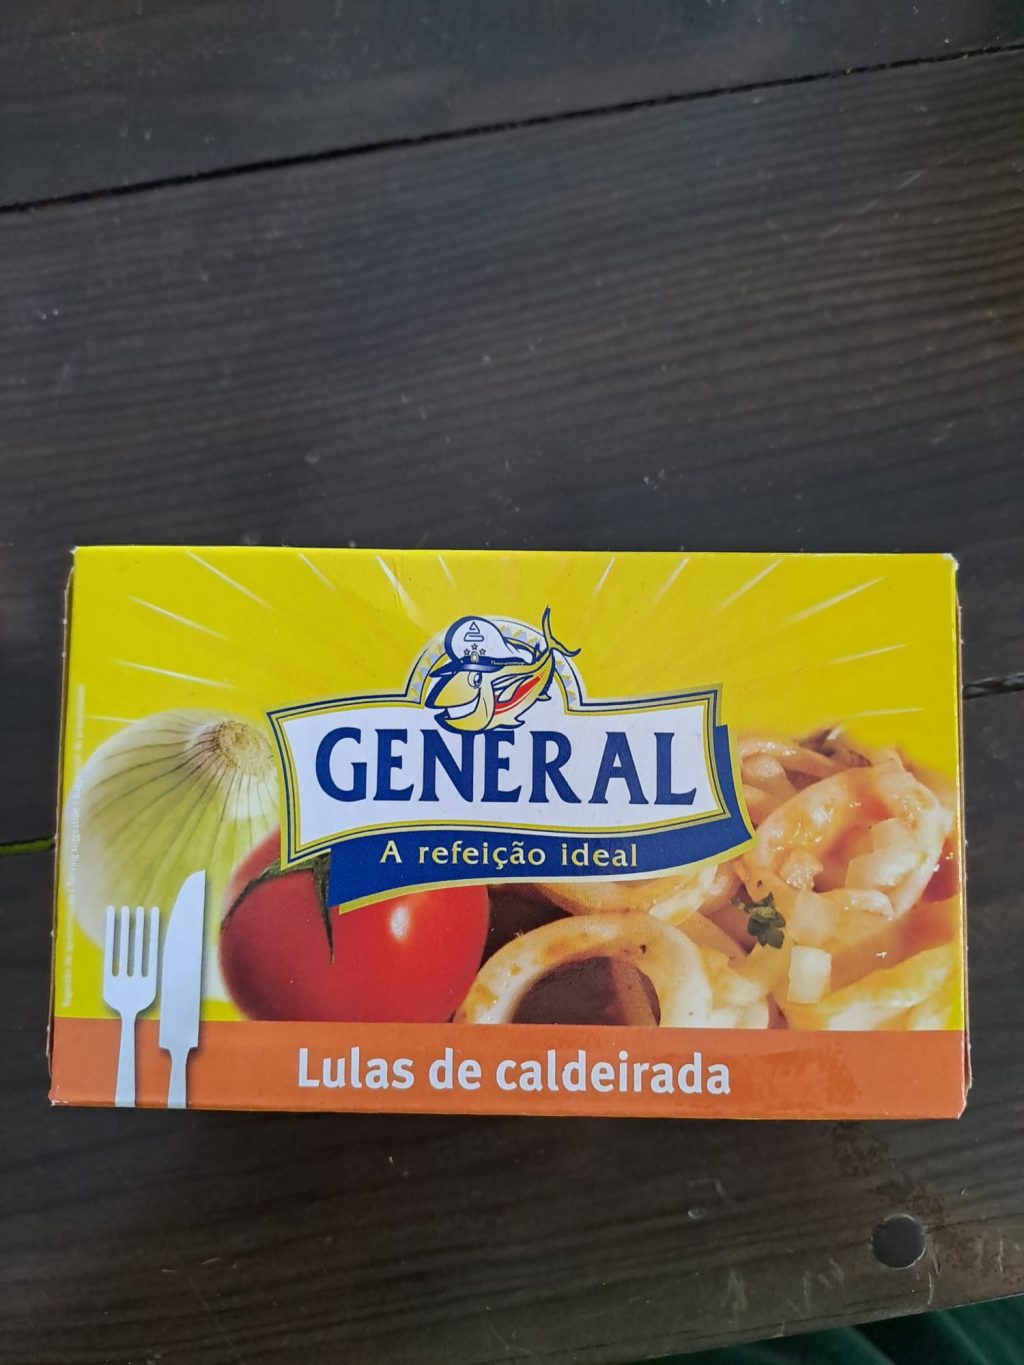 GENERAL
A refeição ideal
Lulas de caldeirada